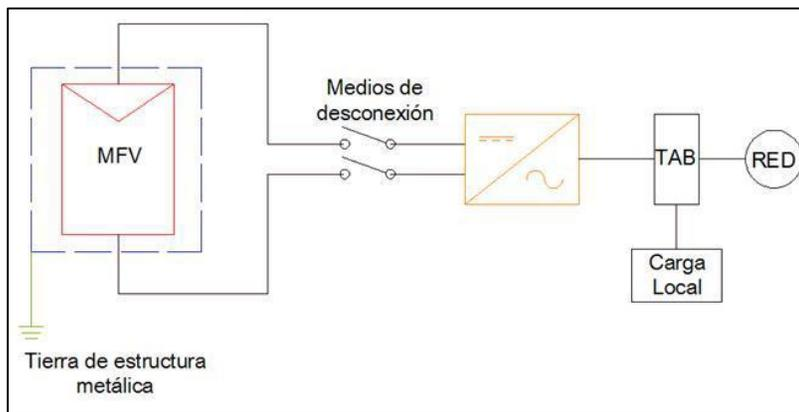 Medios de
desconexión
MFV
TAB
RED
Carga
Local
Tierra de estructura
metálica